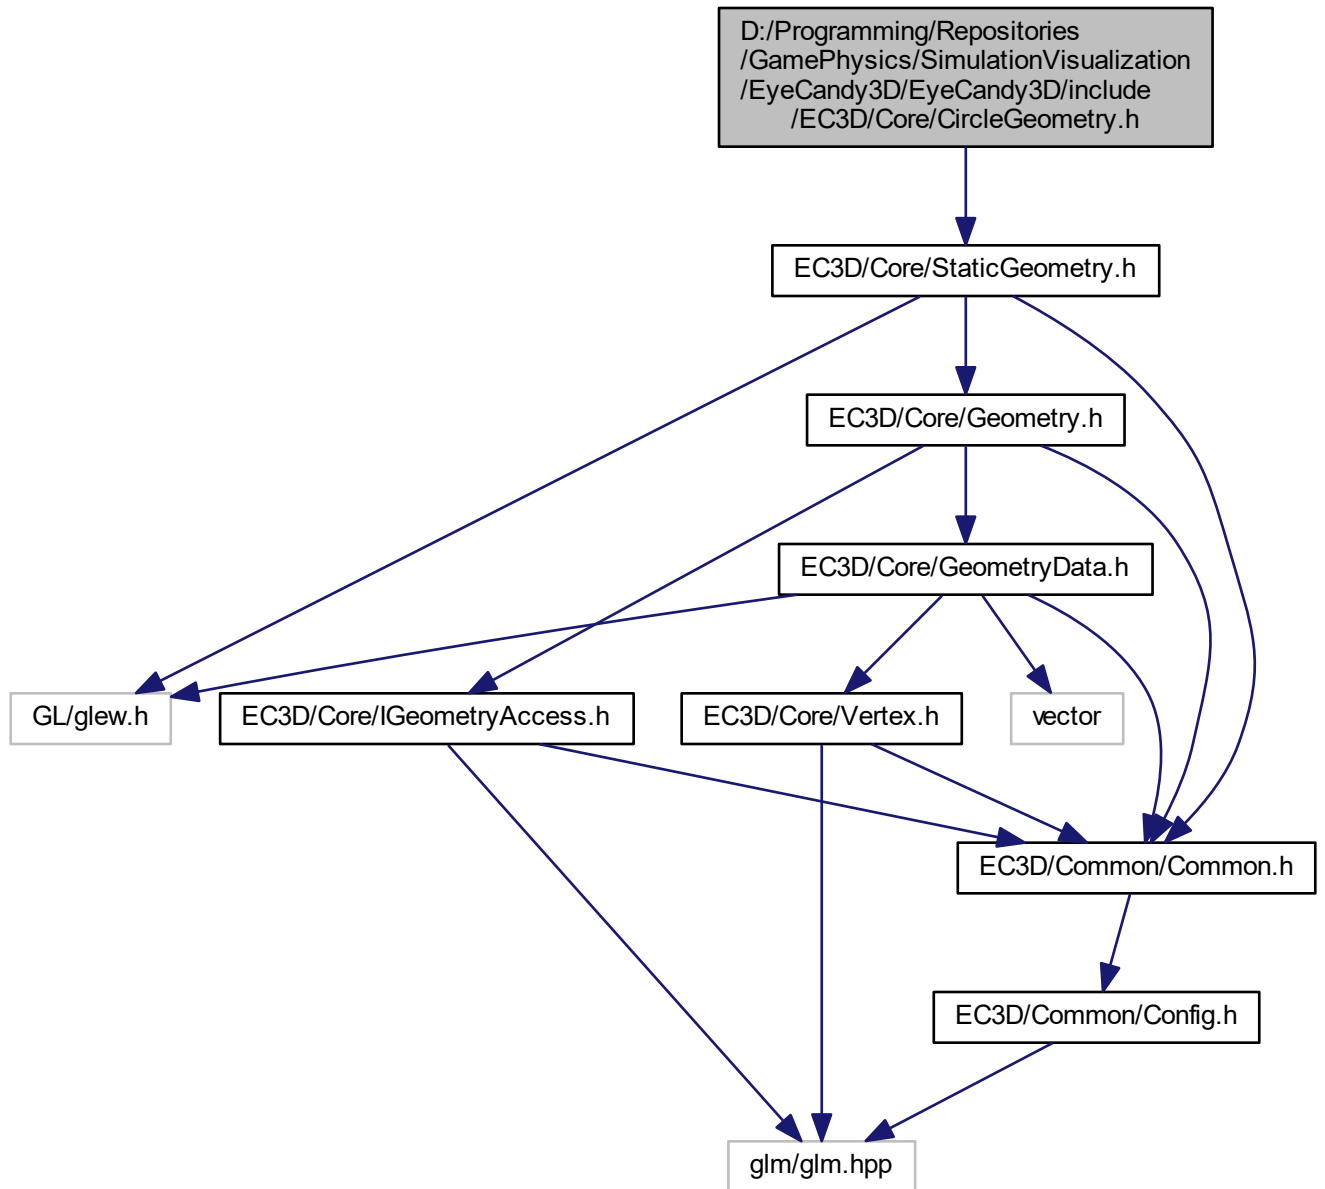 D:/Programming/Repositories
/GamePhysics/SimulationVisualization
/EyeCandy3D/EyeCandy3D/include
/EC3D/Core/CircleGeometry.h
EC3D/Core/StaticGeometry.h
EC3D/Core/Geometry.h
EC3D/Core/GeometryData.h
GL/glew.h
EC3D/Core/IGeometryAccess.h
EC3D/Core/Vertex.h
vector
EC3D/Common/Common.h
EC3D/Common/Config.h
glm/glm.hpp